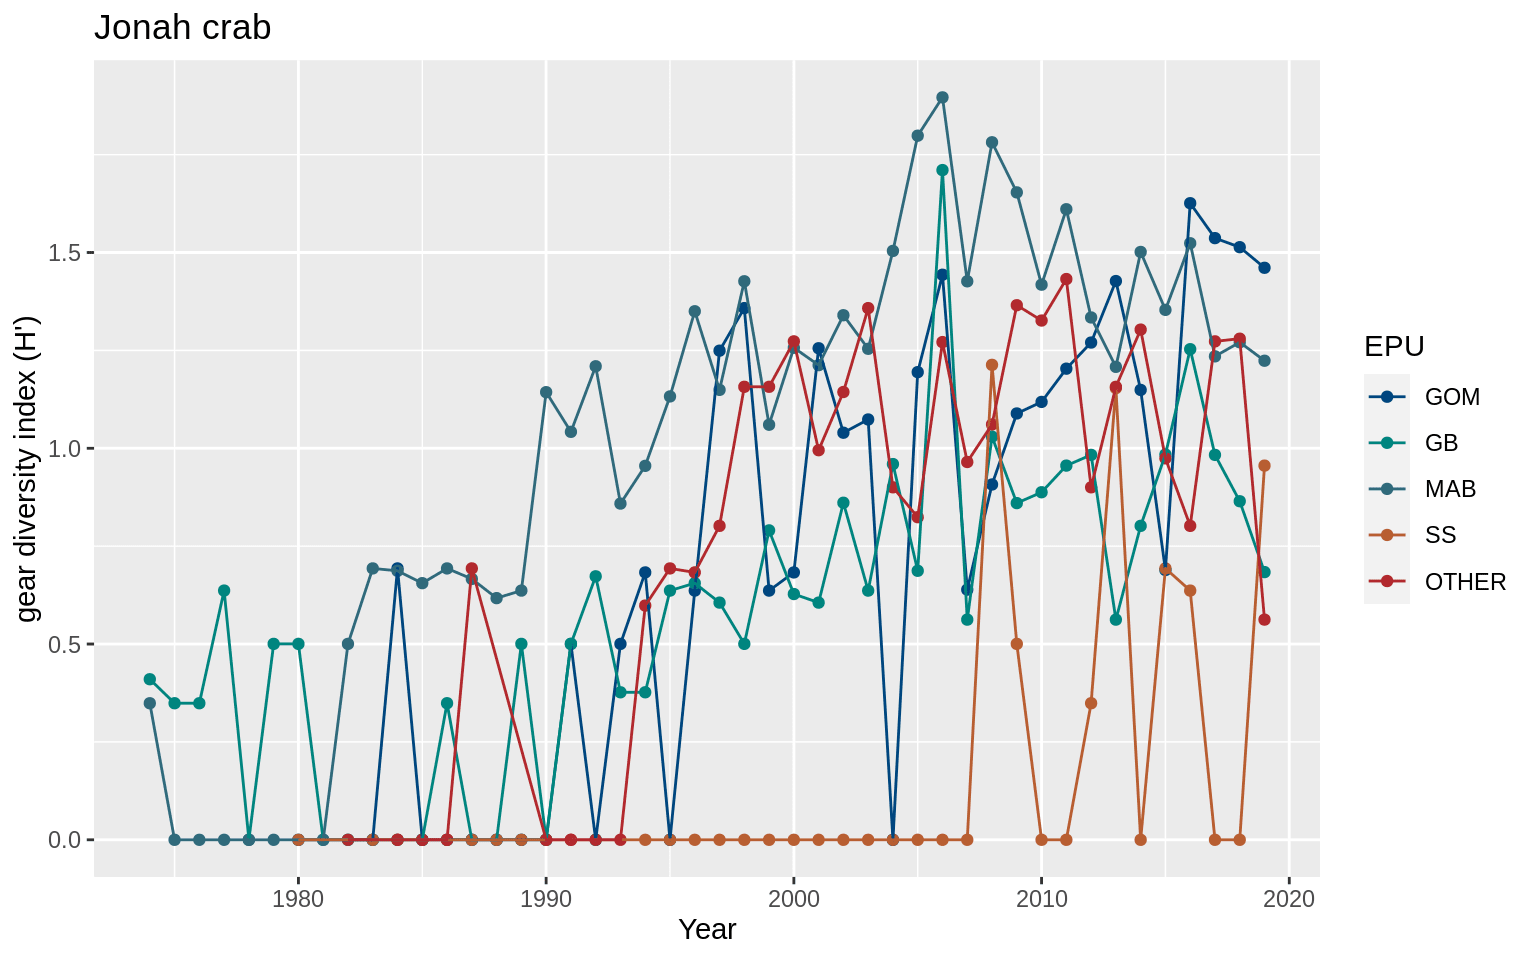 Jonah crab
gear diversity index (H')
1.5
1.0
0.5
0.0
1980
1990
2000
2010
2020
Year
EPU
GOM
GB
MAB
SS
OTHER